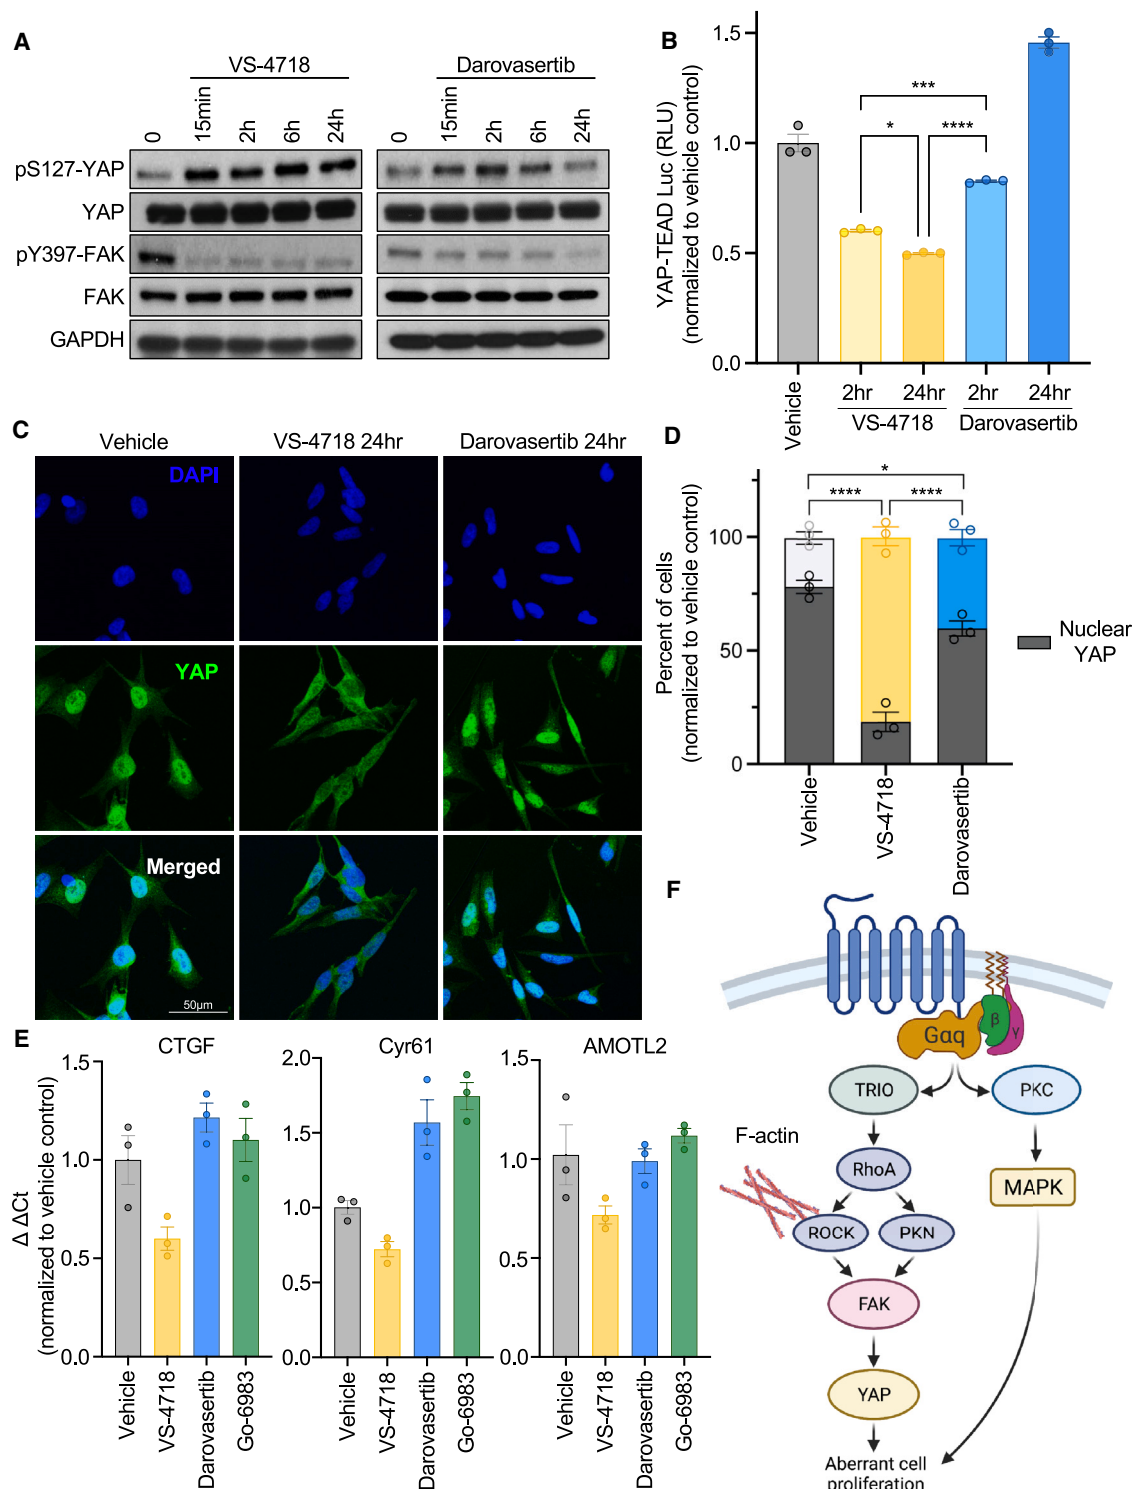 A
VS-4718
Darovasertib
0
15min
2h
6h
24h
0
15min
2h
6h
24h
pS127-YAP
YAP
pY397-FAK
FAK
GAPDH
B
YAP-TEAD Luc (RLU)
(normalized to vehicle control)
1.5
1.0
0.5
0.0
***
* ****
Vehicle
2hr 24hr 2hr 24hr
VS-4718 Darovasertib
C
Vehicle VS-4718 24hr Darovasertib 24hr
DAPI
YAP
Merged
50µm
D
Percent of cells
(normalized to vehicle control)
100
50
0
*
**** ****
Nuclear
YAP
Vehicle
VS-4718
Darovasertib
E
Δ ΔCt
(normalized to vehicle control)
CTGF
1.5
1.0
0.5
0.0
Vehicle
VS-4718
Darovasertib
Go-6983
Cyr61
2.0
1.5
1.0
0.5
0.0
Vehicle
VS-4718
Darovasertib
Go-6983
AMOTL2
1.5
1.0
0.5
0.0
Vehicle
VS-4718
Darovasertib
Go-6983
F
Gαq
β
γ
TRIO
PKC
F-actin
RhoA
MAPK
ROCK
PKN
FAK
YAP
Aberrant cell
proliferation